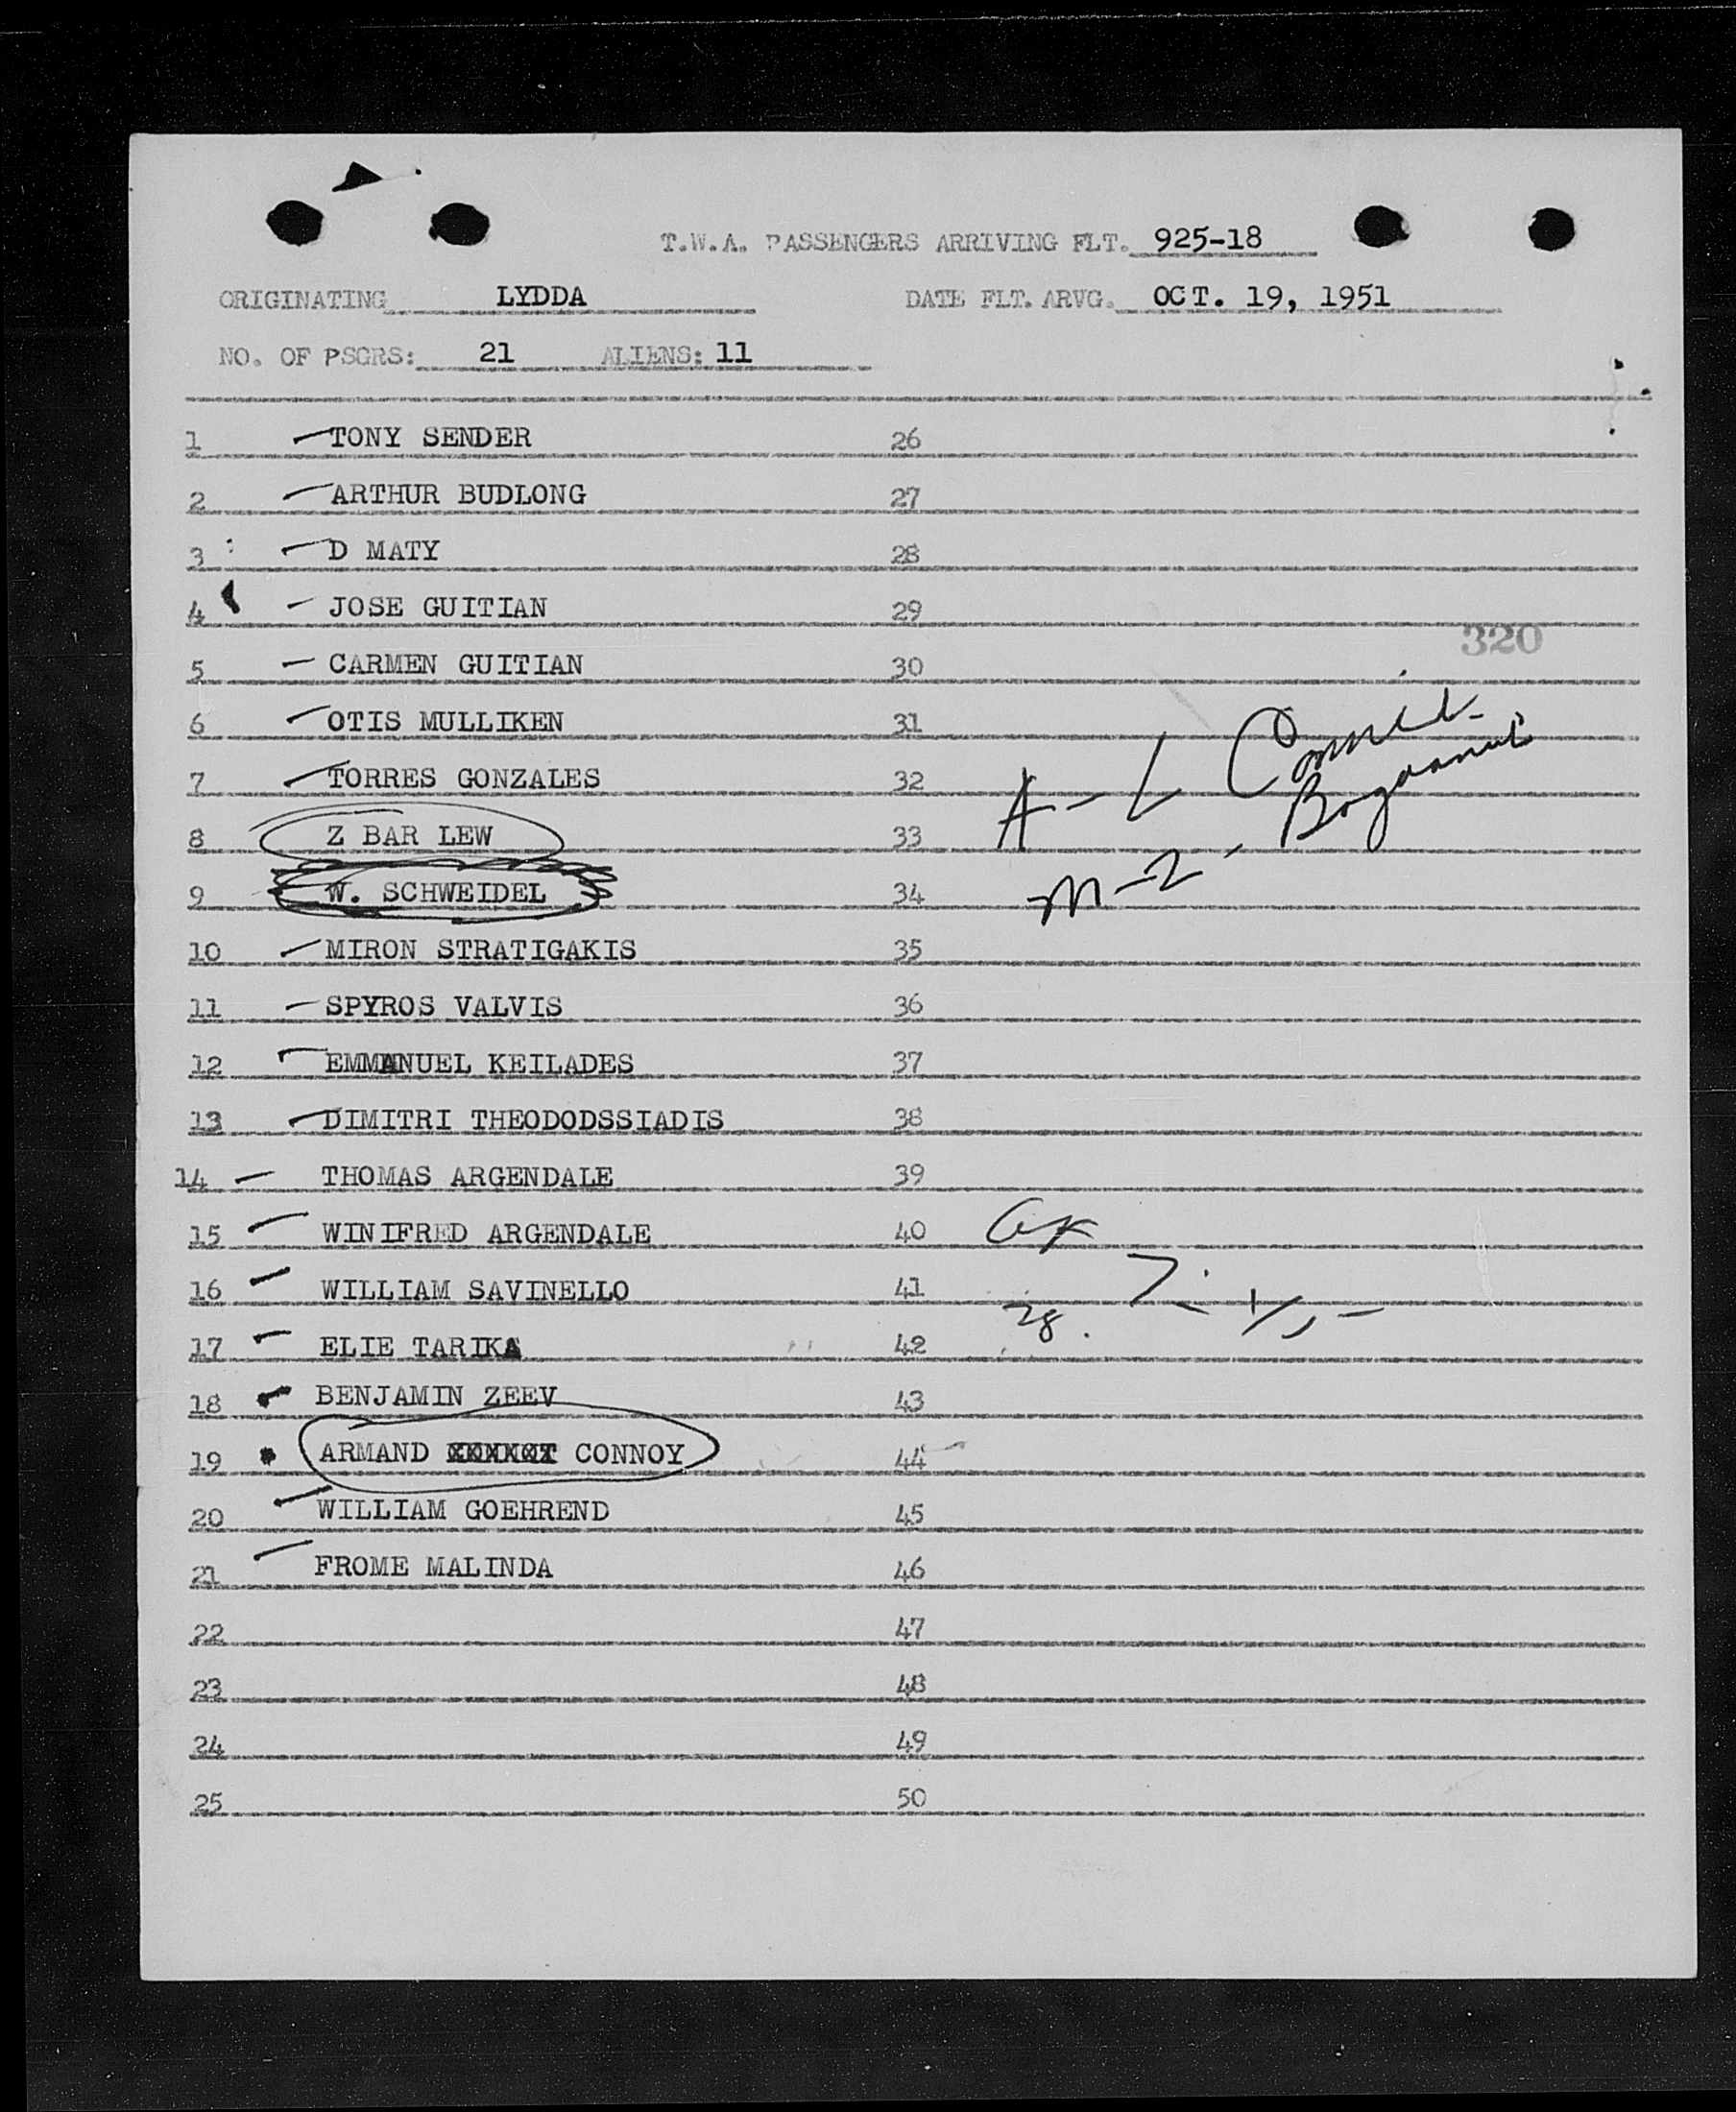 T.W.A. PASSENGERS ARRIVING FLT. 925-18
ORIGINATING LYDDA DATE FLT. ARVG. OCT. 19, 1951
NO. OF PSGRS: 21 ALIENS: 11
1 TONY SENDER 26
2 ARTHUR BUDLONG 27
3 D MATY 28
4 JOSE GUITIAN 29
320
5 CARMEN GUITIAN 30
6 OTIS MULLIKEN 31
7 TORRES GONZALES 32
8 Z BAR LEW 33
9 W. SCHWEIDEL 34
M-2
10 MIRON STRATIGAKIS 35
11 SPYROS VALVIS 36
12 EMMANUEL KEILADES 37
13 DIMITRI THEODODSSIADIS 38
14 THOMAS ARGENDALE 39
15 WINIFRED ARGENDALE 40
16 WILLIAM SAVINELLO 41
28.
17 ELIE TARIKA 42
18 BENJAMIN ZEEV 43
19 ARMAND CONNOY 44
20 WILLIAM GOEHREND 45
21 FROME MALINDA 46
22 47
23 48
24 49
25 50